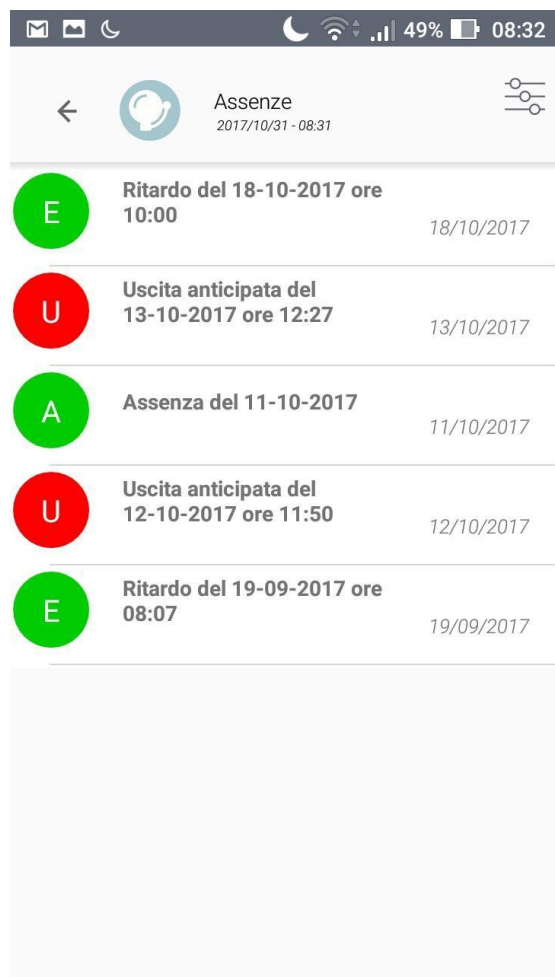 49% 08:32
Assenze
2017/10/31 - 08:31
E
Ritardo del 18-10-2017 ore
10:00
18/10/2017
U
Uscita anticipata del
13-10-2017 ore 12:27
13/10/2017
A
Assenza del 11-10-2017
11/10/2017
U
Uscita anticipata del
12-10-2017 ore 11:50
12/10/2017
E
Ritardo del 19-09-2017 ore
08:07
19/09/2017